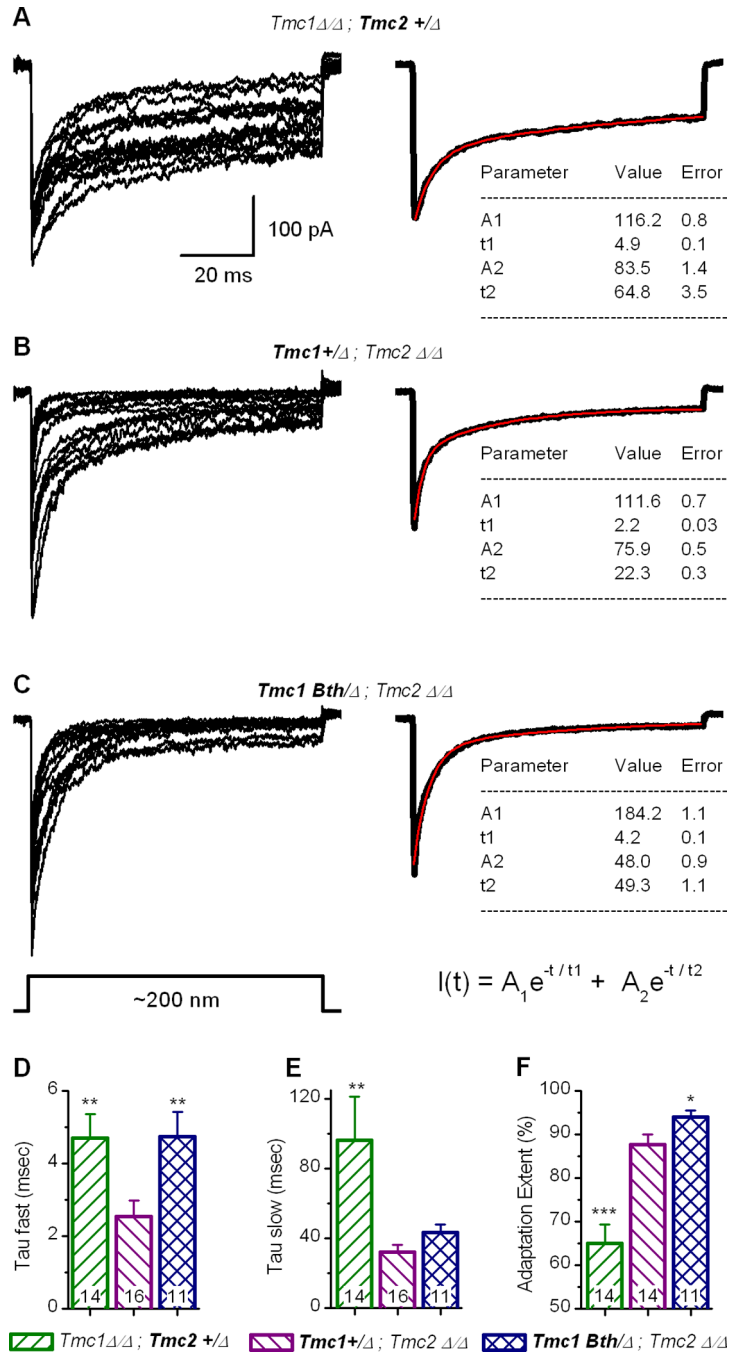 A
Tmc1Δ/Δ ; Tmc2 +/Δ
100 pA
20 ms
Parameter Value Error
--------------------------------------
A1 116.2 0.8
t1 4.9 0.1
A2 83.5 1.4
t2 64.8 3.5
--------------------------------------
B
Tmc1+/Δ ; Tmc2 Δ/Δ
Parameter Value Error
--------------------------------------
A1 111.6 0.7
t1 2.2 0.03
A2 75.9 0.5
t2 22.3 0.3
--------------------------------------
C
Tmc1 Bth/Δ ; Tmc2 Δ/Δ
Parameter Value Error
--------------------------------------
A1 184.2 1.1
t1 4.2 0.1
A2 48.0 0.9
t2 49.3 1.1
--------------------------------------
~200 nm
I(t) = A₁e^-t / t1 + A₂e^-t / t2
D
Tau fast (msec)
6
4
2
0
** **
14 16 11
E
Tau slow (msec)
120
80
40
0
**
14 16 11
F
Adaptation Extent (%)
100
90
80
70
60
50
*** *
14 14 11
Tmc1Δ/Δ ; Tmc2 +/Δ Tmc1+/Δ ; Tmc2 Δ/Δ Tmc1 Bth/Δ ; Tmc2 Δ/Δ